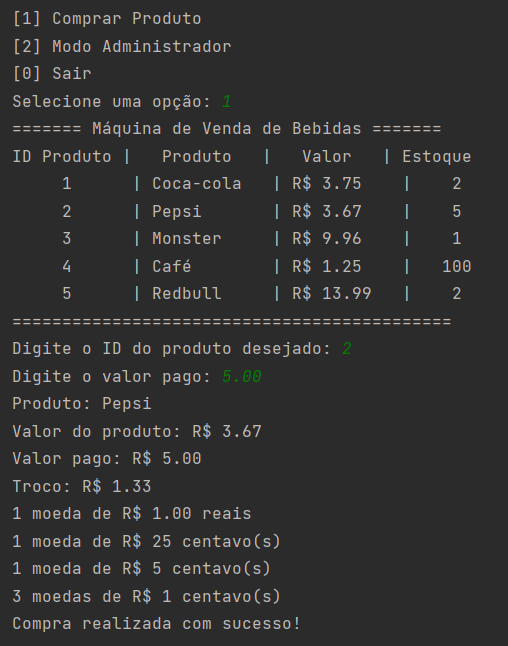 [1] Comprar Produto
[2] Modo Administrador
[0] Sair
Selecione uma opção: 1
======= Máquina de Venda de Bebidas =======
ID Produto |   Produto   |   Valor   | Estoque
     1      | Coca-cola   | R$ 3.75    |    2
     2      | Pepsi       | R$ 3.67    |    5
     3      | Monster     | R$ 9.96    |    1
     4      | Café        | R$ 1.25    |   100
     5      | Redbull     | R$ 13.99   |    2
============================================
Digite o ID do produto desejado: 2
Digite o valor pago: 5.00
Produto: Pepsi
Valor do produto: R$ 3.67
Valor pago: R$ 5.00
Troco: R$ 1.33
1 moeda de R$ 1.00 reais
1 moeda de R$ 25 centavo(s)
1 moeda de R$ 5 centavo(s)
3 moedas de R$ 1 centavo(s)
Compra realizada com sucesso!